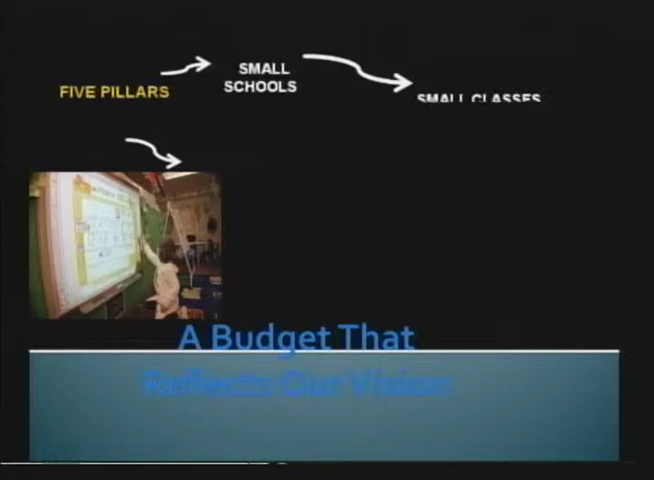 FIVE PILLARS
SMALL
SCHOOLS
SMALL CLASSES
A Budget That
Reflects Our Vision